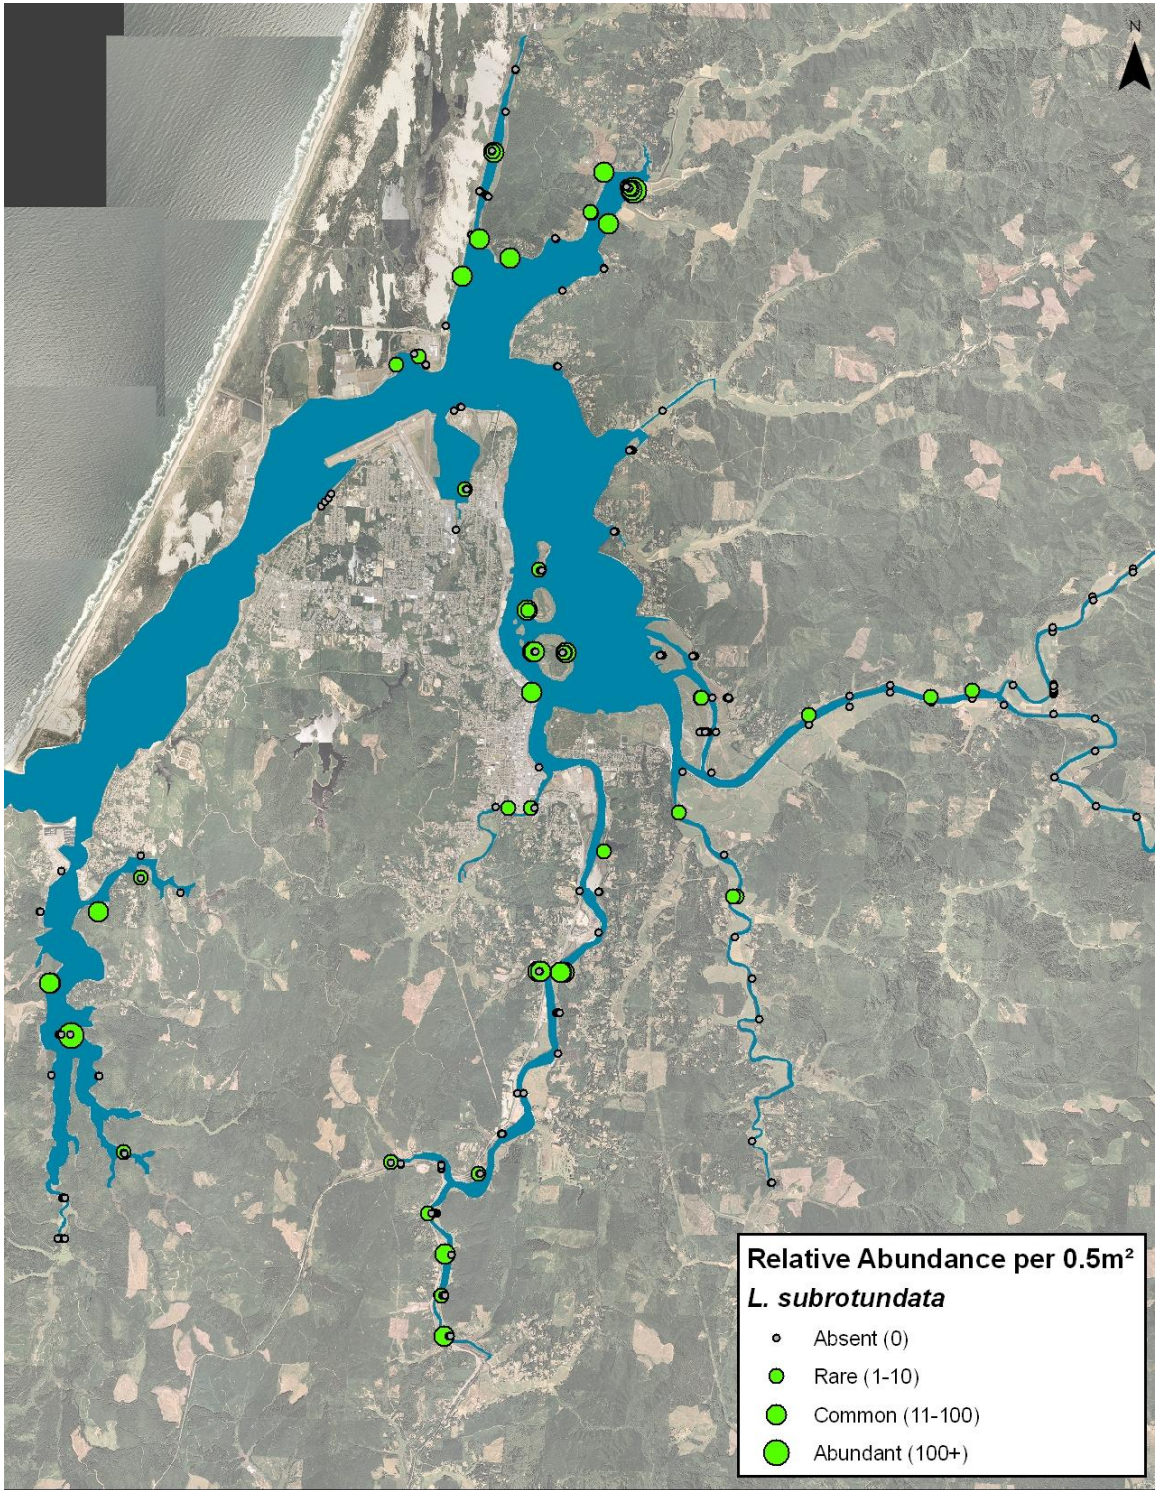 N
Relative Abundance per 0.5m²
L. subrotundata
Absent (0)
Rare (1-10)
Common (11-100)
Abundant (100+)